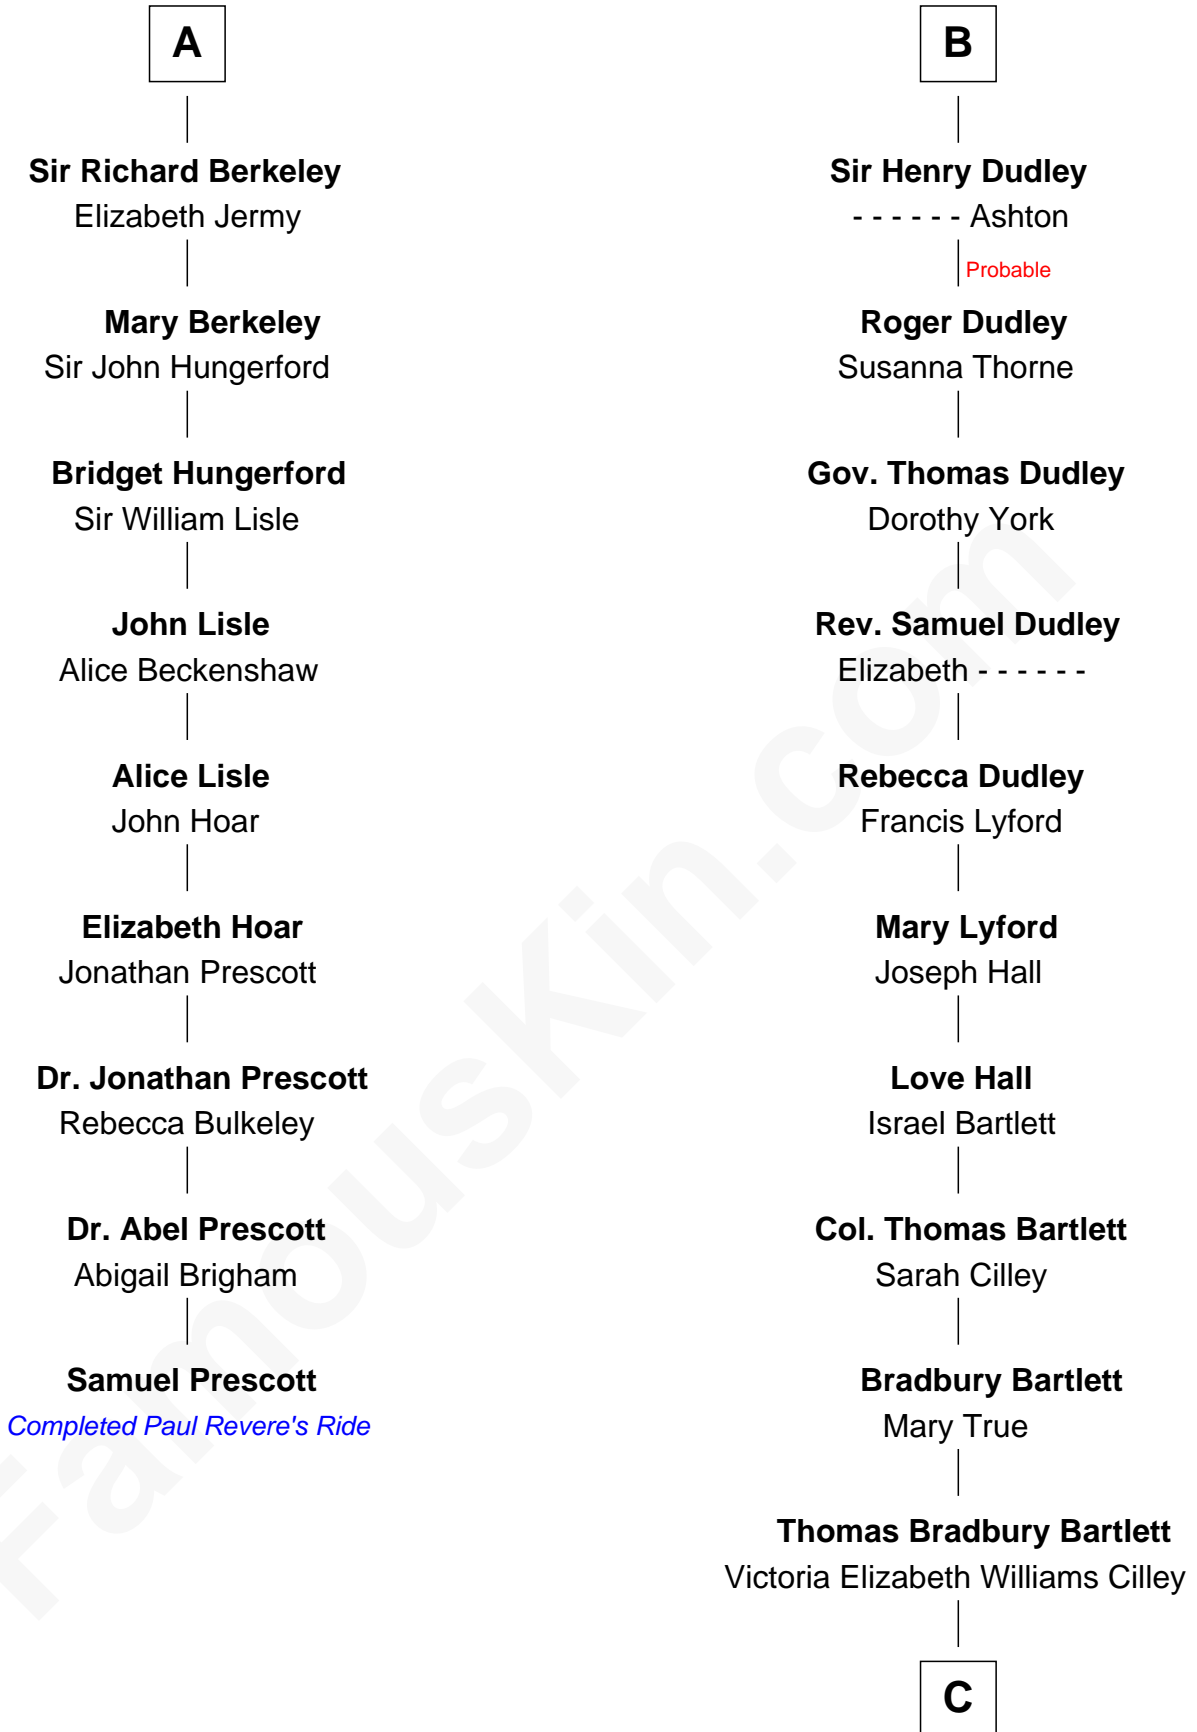 A
Sir Richard Berkeley
Elizabeth Jermy
Mary Berkeley
Sir John Hungerford
Bridget Hungerford
Sir William Lisle
John Lisle
Alice Beckenshaw
Alice Lisle
John Hoar
Elizabeth Hoar
Jonathan Prescott
Dr. Jonathan Prescott
Rebecca Bulkeley
Dr. Abel Prescott
Abigail Brigham
Samuel Prescott
Completed Paul Revere's Ride
B
Sir Henry Dudley
- - - - - - Ashton
Probable
Roger Dudley
Susanna Thorne
Gov. Thomas Dudley
Dorothy York
Rev. Samuel Dudley
Elizabeth - - - - - -
Rebecca Dudley
Francis Lyford
Mary Lyford
Joseph Hall
Love Hall
Israel Bartlett
Col. Thomas Bartlett
Sarah Cilley
Bradbury Bartlett
Mary True
Thomas Bradbury Bartlett
Victoria Elizabeth Williams Cilley
C
FamousKin.com